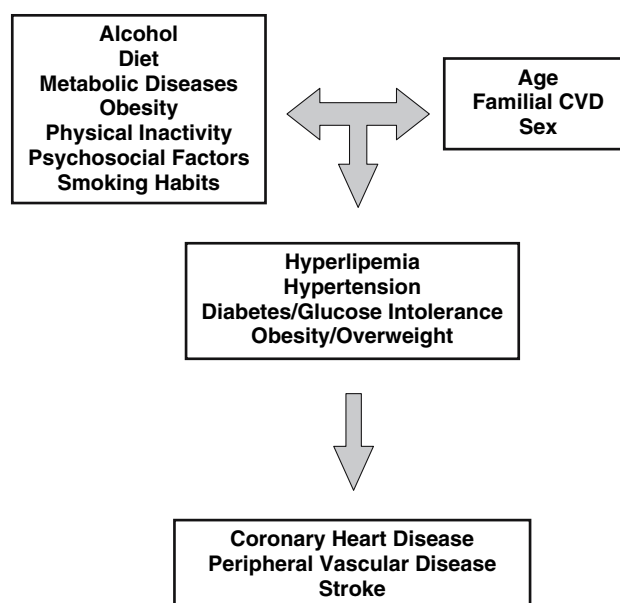 Alcohol
Diet
Metabolic Diseases
Obesity
Physical Inactivity
Psychosocial Factors
Smoking Habits
Age
Familial CVD
Sex
Hyperlipemia
Hypertension
Diabetes/Glucose Intolerance
Obesity/Overweight
Coronary Heart Disease
Peripheral Vascular Disease
Stroke